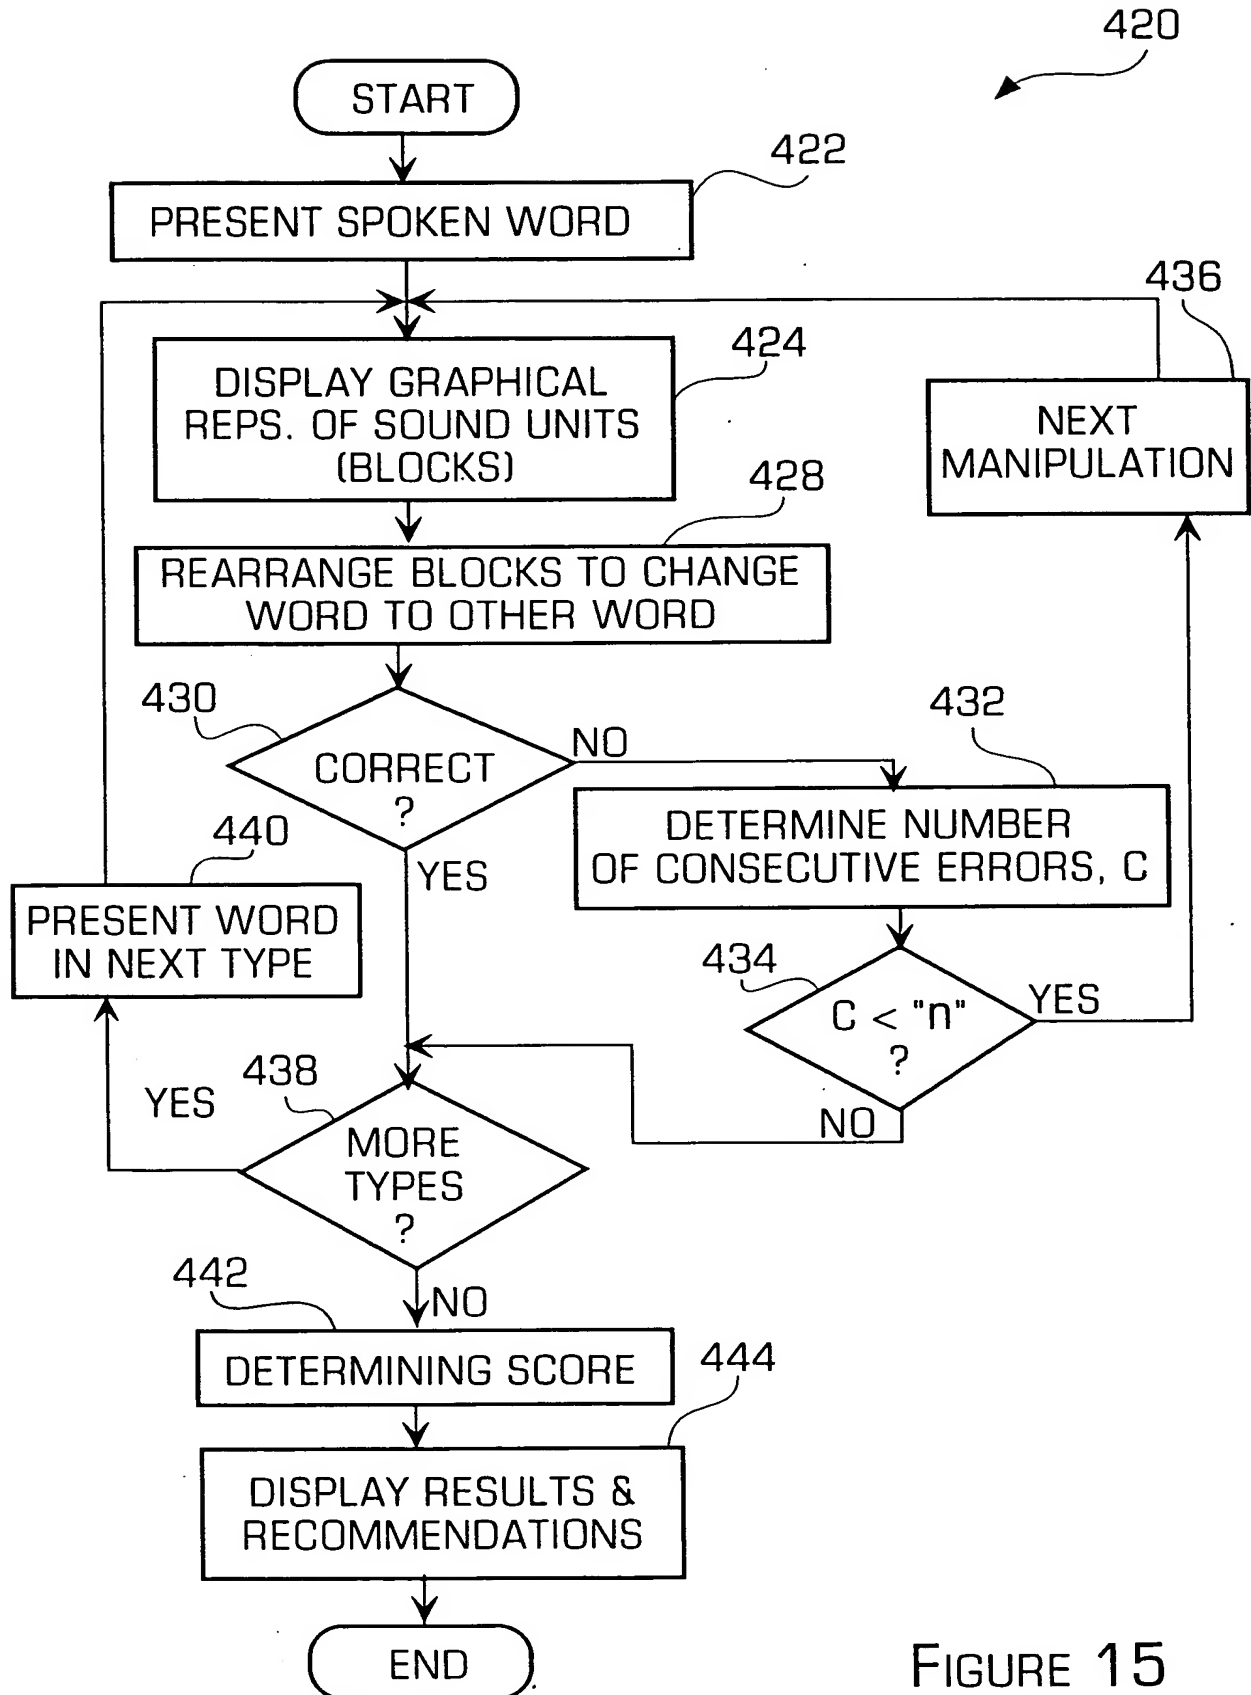 420
START
422
PRESENT SPOKEN WORD
436
424
DISPLAY GRAPHICAL
REPS. OF SOUND UNITS
(BLOCKS)
NEXT
MANIPULATION
428
REARRANGE BLOCKS TO CHANGE
WORD TO OTHER WORD
430
CORRECT
?
NO
YES
432
DETERMINE NUMBER
OF CONSECUTIVE ERRORS, C
440
PRESENT WORD
IN NEXT TYPE
434
C < "n"
?
YES
NO
438
YES
MORE
TYPES
?
NO
442
DETERMINING SCORE
444
DISPLAY RESULTS &
RECOMMENDATIONS
END
FIGURE 15